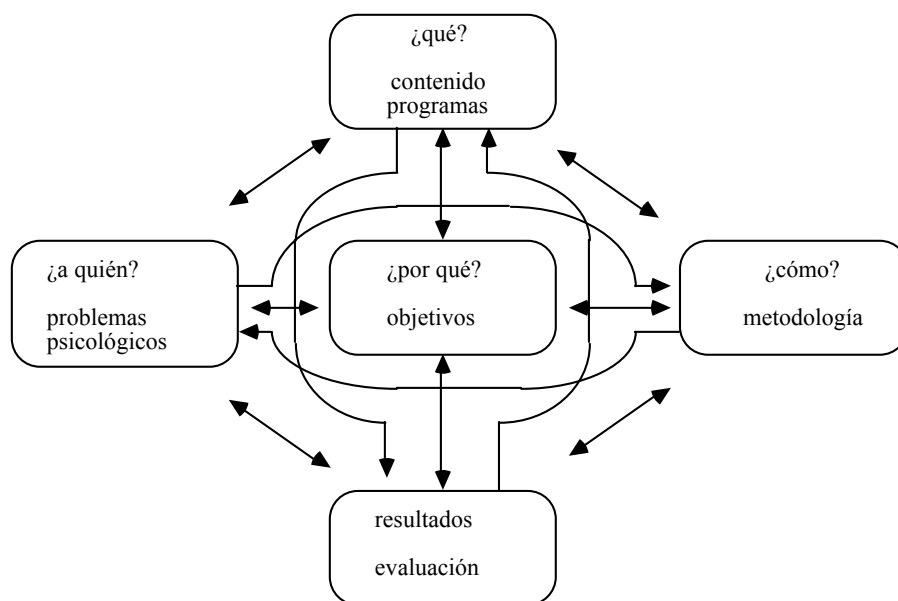 ¿qué?
contenido
programas
¿a quién?
problemas
psicológicos
¿por qué?
objetivos
¿cómo?
metodología
resultados
evaluación